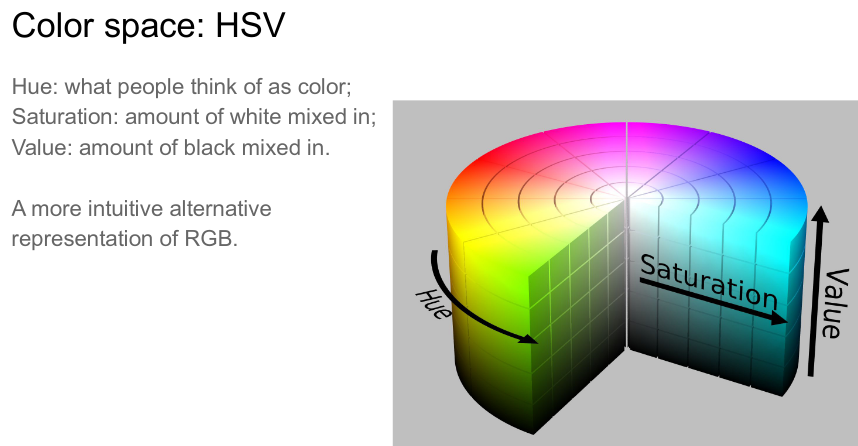 Color space: HSV
Hue: what people think of as color;
Saturation: amount of white mixed in;
Value: amount of black mixed in.
A more intuitive alternative
representation of RGB.
Hue
Saturation
Value